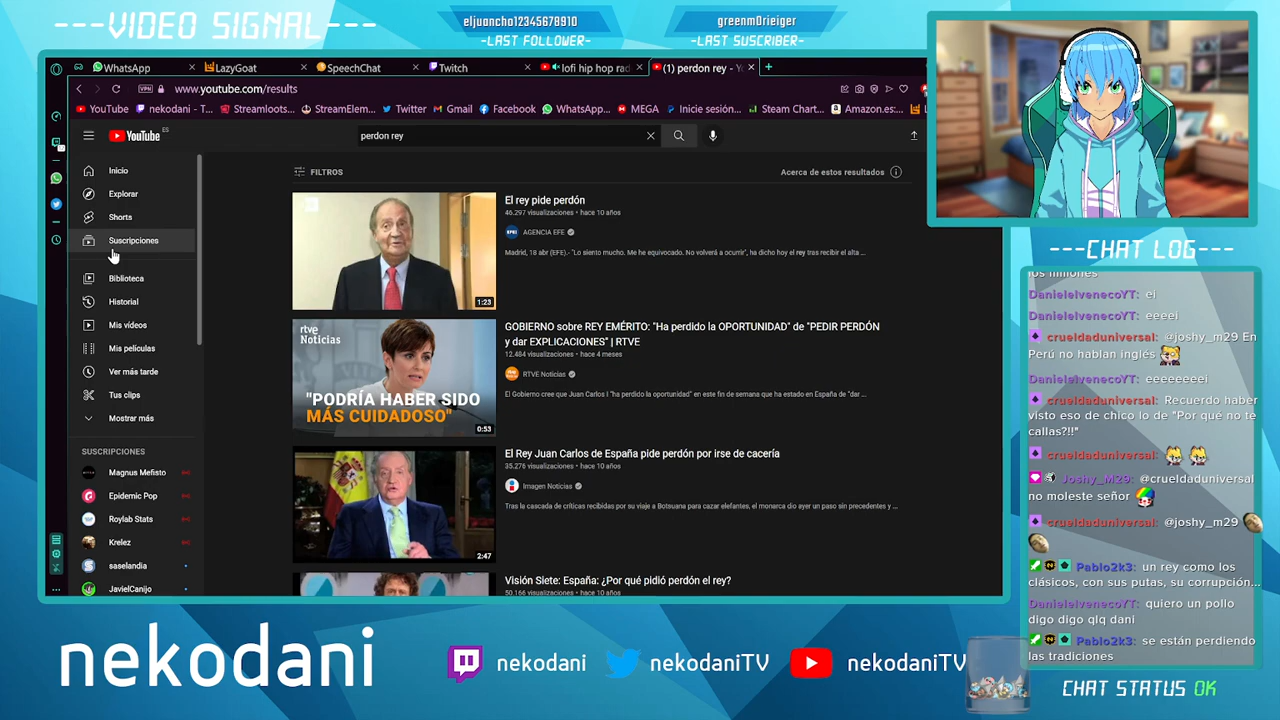 ---VIDEO SIGNAL---
eljuancho12345678910
-LAST FOLLOWER-
greenm0rieiger
-LAST SUSCRIBER-
WhatsApp
LazyGoat
SpeechChat
Twitch
lofi hip hop rad
(1) perdon rey - Yo
VPN
www.youtube.com/results
YouTube
nekodani - T...
Streamloots...
StreamElem...
Twitter
Gmail
Facebook
WhatsApp...
MEGA
Inicie sesión...
Steam Chart...
Amazon.es:...
YouTube ES
perdon rey
Inicio
Explorar
Shorts
Suscripciones
Biblioteca
Historial
Mis vídeos
Mis películas
Ver más tarde
Tus clips
Mostrar más
SUSCRIPCIONES
Magnus Mefisto
Epidemic Pop
Roylab Stats
Krelez
saselandia
JavielCanijo
FILTROS
Acerca de estos resultados
El rey pide perdón
46.297 visualizaciones • hace 10 años
AGENCIA EFE
Madrid, 18 abr (EFE).- "Lo siento mucho. Me he equivocado. No volverá a ocurrir", ha dicho hoy el rey tras recibir el alta ...
1:23
rtve
Noticias
"PODRÍA HABER SIDO
MÁS CUIDADOSO"
0:53
GOBIERNO sobre REY EMÉRITO: "Ha perdido la OPORTUNIDAD" de "PEDIR PERDÓN
y dar EXPLICACIONES" | RTVE
12.484 visualizaciones • hace 4 meses
RTVE Noticias
El Gobierno cree que Juan Carlos I "ha perdido la oportunidad" en este fin de semana que ha estado en España de "dar ...
2:47
El Rey Juan Carlos de España pide perdón por irse de cacería
35.276 visualizaciones • hace 10 años
Imagen Noticias
Tras la cascada de críticas recibidas por su viaje a Botsuana para cazar elefantes, el monarca dio ayer un paso sin precedentes y ...
Visión Siete: España: ¿Por qué pidió perdón el rey?
50.166 visualizaciones • hace 10 años
---CHAT LOG---
los millones
DanielelvenecoYT: ei
DanielelvenecoYT: eeeei
crueldaduniversal: @joshy_m29 En
Perú no hablan inglés
DanielelvenecoYT: eeeeeeeei
crueldaduniversal: Recuerdo haber
visto eso de chico lo de "Por qué no te
callas?!!"
crueldaduniversal:
Joshy_M29: @crueldaduniversal
no moleste señor
crueldaduniversal: @joshy_m29
Pablo2k3: un rey como los
clásicos, con sus putas, su corrupción...
DanielelvenecoYT: quiero un pollo
digo digo qlq dani
Pablo2k3: se están perdiendo
las tradiciones
CHAT STATUS OK
nekodani
nekodani
nekodaniTV
nekodaniTV